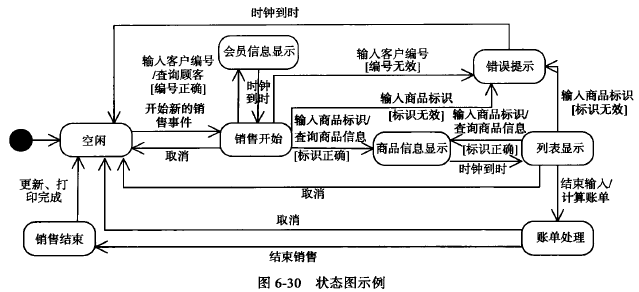 时钟到时
输入客户编号
/查询顾客
[编号正确]
会员信息显示
输入客户编号
[编号无效]
错误提示
时钟
到时
开始新的销
售事件
输入商品标识
[标识无效]
输入商品标识
[标识无效]
空闲
销售开始
输入商品标识/
查询商品信息
[标识正确]
商品信息显示
输入商品标识/
查询商品信息
[标识正确]
列表显示
取消
时钟到时
更新、打
印完成
取消
结束输入/
计算账单
销售结束
取消
账单处理
结束销售
图 6-30 状态图示例